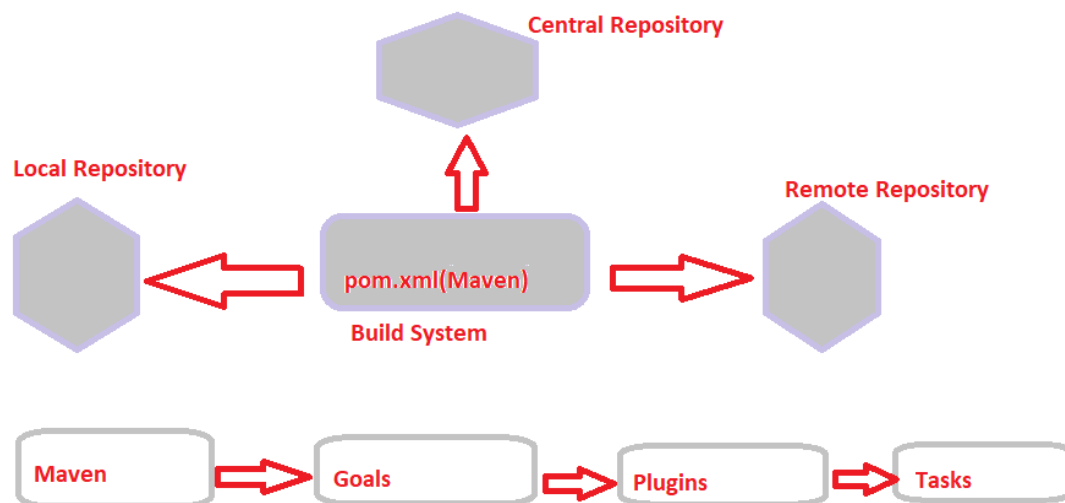 Central Repository
Local Repository
Remote Repository
pom.xml(Maven)
Build System
Maven
Goals
Plugins
Tasks